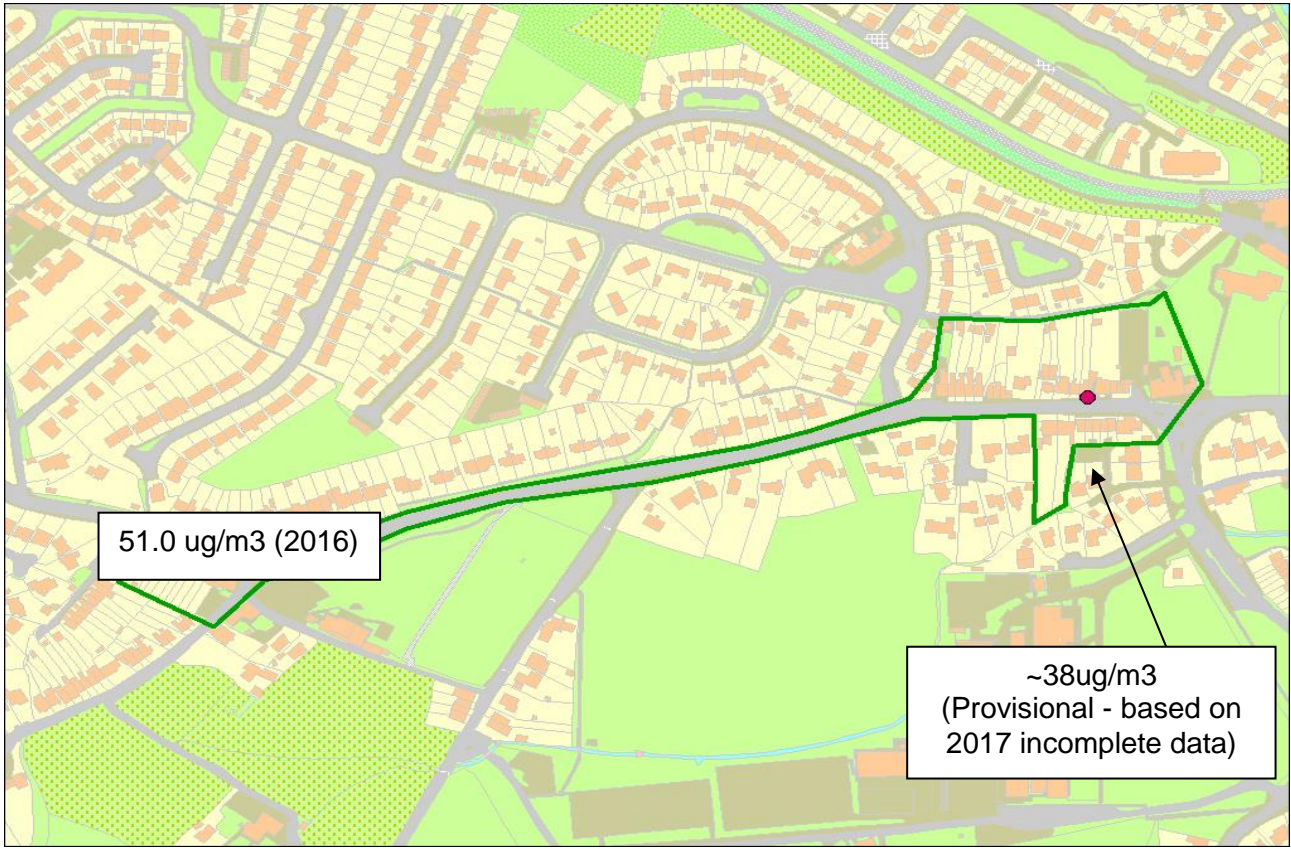 51.0 ug/m3 (2016)
~38ug/m3
(Provisional - based on
2017 incomplete data)